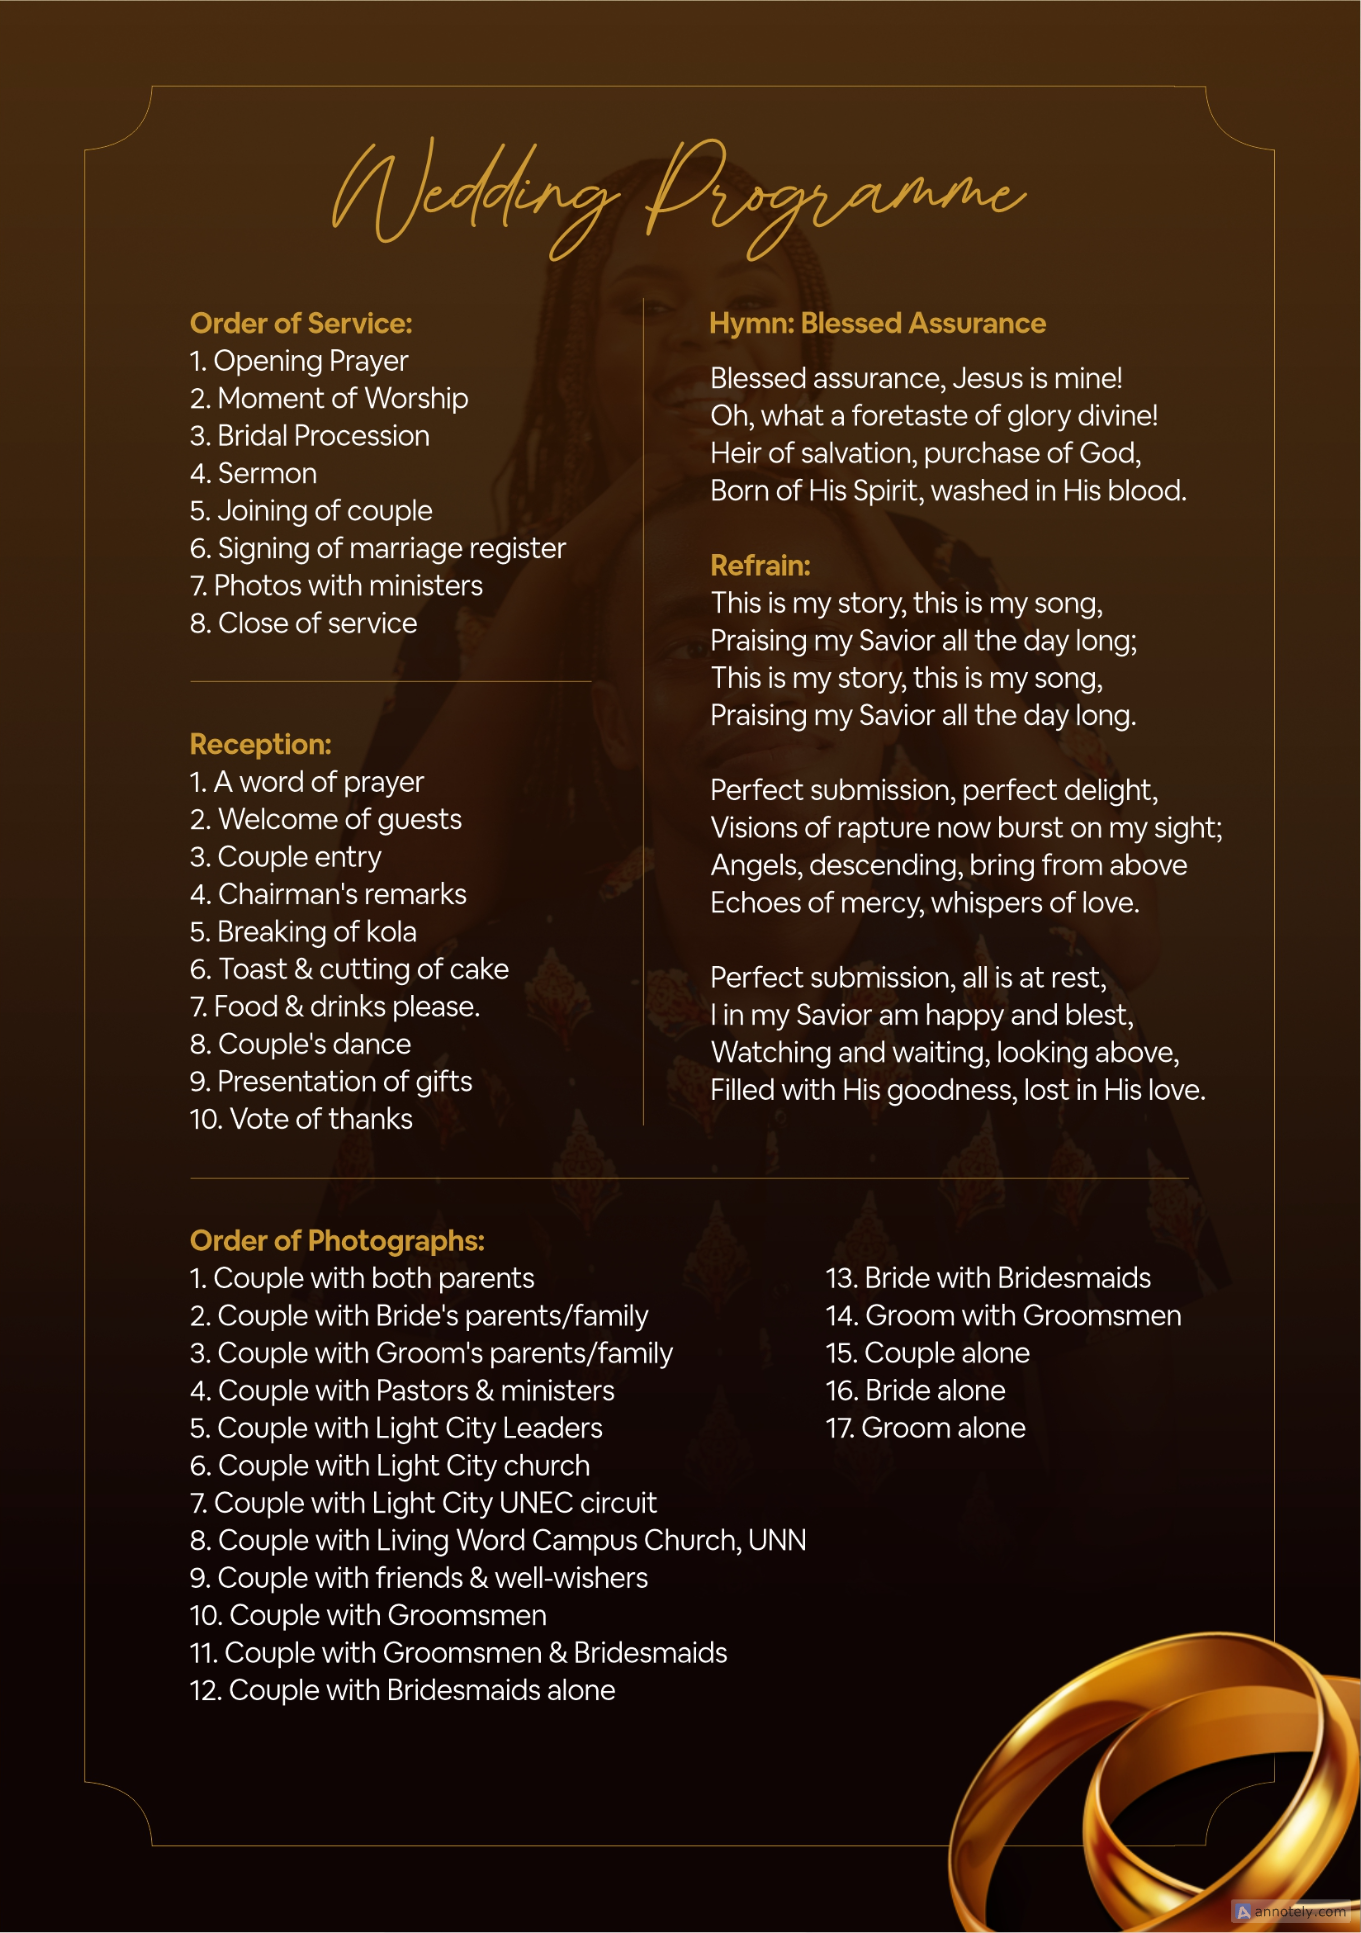 Wedding Programme
Order of Service:
1. Opening Prayer
2. Moment of Worship
3. Bridal Procession
4. Sermon
5. Joining of couple
6. Signing of marriage register
7. Photos with ministers
8. Close of service
Reception:
1. A word of prayer
2. Welcome of guests
3. Couple entry
4. Chairman's remarks
5. Breaking of kola
6. Toast & cutting of cake
7. Food & drinks please.
8. Couple's dance
9. Presentation of gifts
10. Vote of thanks
Hymn: Blessed Assurance
Blessed assurance, Jesus is mine!
Oh, what a foretaste of glory divine!
Heir of salvation, purchase of God,
Born of His Spirit, washed in His blood.
Refrain:
This is my story, this is my song,
Praising my Savior all the day long;
This is my story, this is my song,
Praising my Savior all the day long.
Perfect submission, perfect delight,
Visions of rapture now burst on my sight;
Angels, descending, bring from above
Echoes of mercy, whispers of love.
Perfect submission, all is at rest,
I in my Savior am happy and blest,
Watching and waiting, looking above,
Filled with His goodness, lost in His love.
Order of Photographs:
1. Couple with both parents
2. Couple with Bride's parents/family
3. Couple with Groom's parents/family
4. Couple with Pastors & ministers
5. Couple with Light City Leaders
6. Couple with Light City church
7. Couple with Light City UNEC circuit
8. Couple with Living Word Campus Church, UNN
9. Couple with friends & well-wishers
10. Couple with Groomsmen
11. Couple with Groomsmen & Bridesmaids
12. Couple with Bridesmaids alone
13. Bride with Bridesmaids
14. Groom with Groomsmen
15. Couple alone
16. Bride alone
17. Groom alone
annotely.com